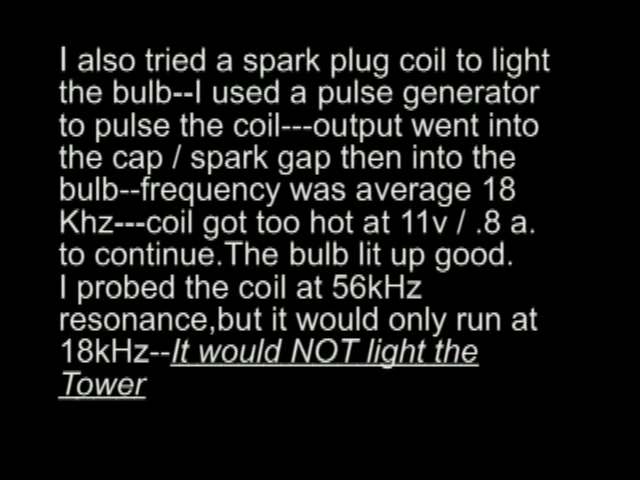 I also tried a spark plug coil to light
the bulb--I used a pulse generator
to pulse the coil---output went into
the cap / spark gap then into the
bulb--frequency was average 18
Khz---coil got too hot at 11v / .8 a.
to continue.The bulb lit up good.
I probed the coil at 56kHz
resonance,but it would only run at
18kHz--It would NOT light the
Tower